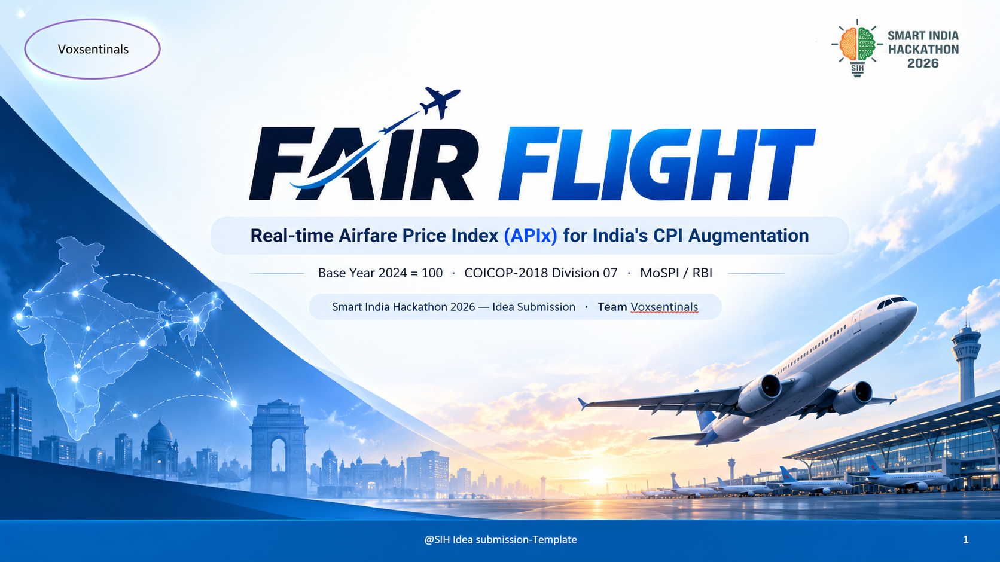 Voxsentinals
SMART INDIA
HACKATHON
2026
SIH
FAIR FLIGHT
Real-time Airfare Price Index (APIx) for India's CPI Augmentation
Base Year 2024 = 100 · COICOP-2018 Division 07 · MoSPI / RBI
Smart India Hackathon 2026 — Idea Submission · Team Voxsentinals
@SIH Idea submission-Template
1